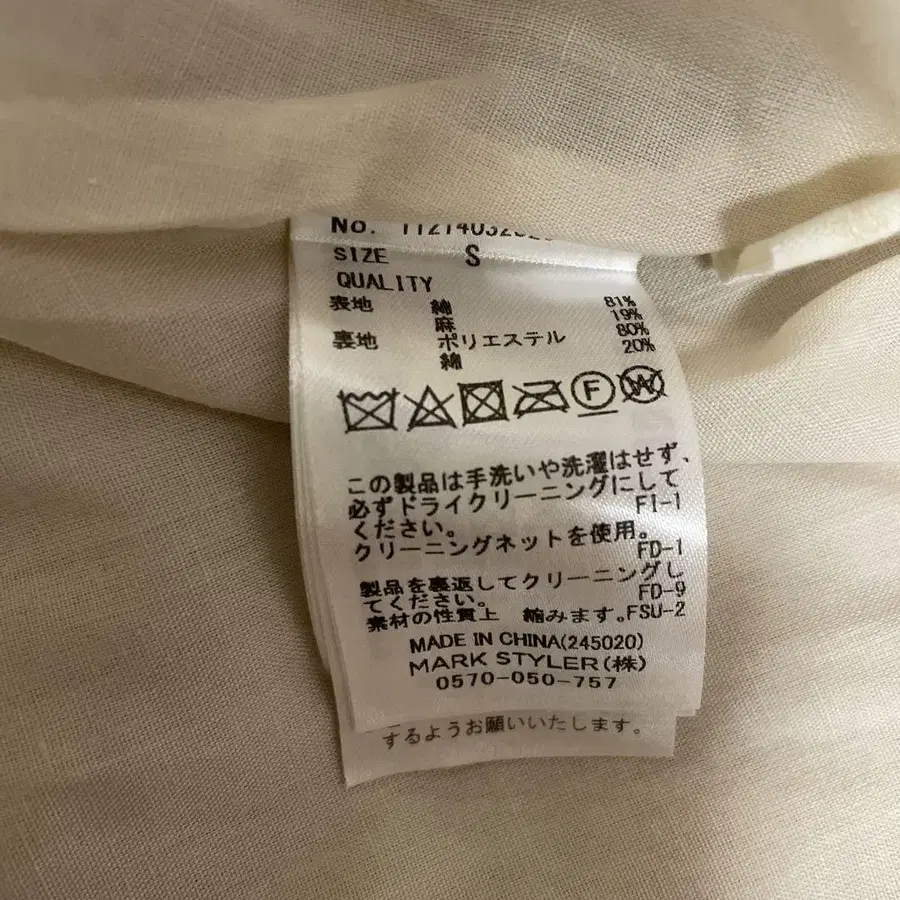 No.
SIZE S
QUALITY
表地 綿 81%
麻 19%
裏地 ポリエステル 80%
綿 20%
F W
この製品は手洗いや洗濯はせず、
必ずドライクリーニングにして
ください。 FI-1
クリーニングネットを使用。
FD-1
製品を裏返してクリーニングし
てください。 FD-9
素材の性質上 縮みます。FSU-2
MADE IN CHINA(245020)
MARK STYLER(株)
0570-050-757
するようお願いいたします。